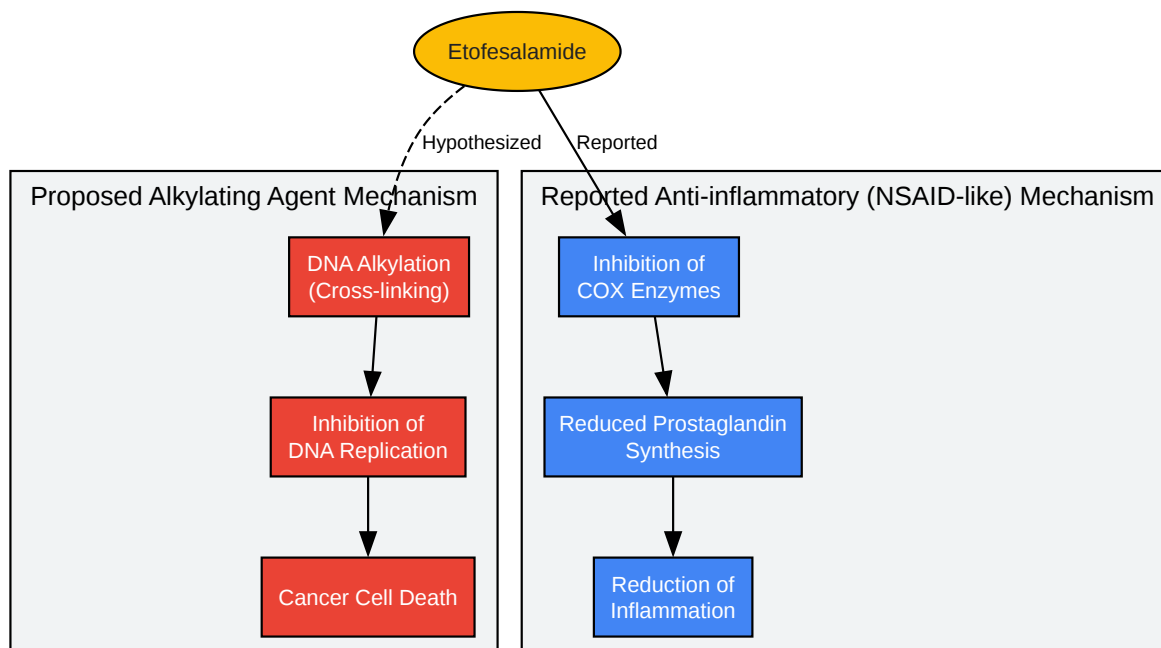 Etofesalamide
Hypothesized
Reported
Proposed Alkylating Agent Mechanism
DNA Alkylation
(Cross-linking)
Inhibition of
DNA Replication
Cancer Cell Death
Reported Anti-inflammatory (NSAID-like) Mechanism
Inhibition of
COX Enzymes
Reduced Prostaglandin
Synthesis
Reduction of
Inflammation